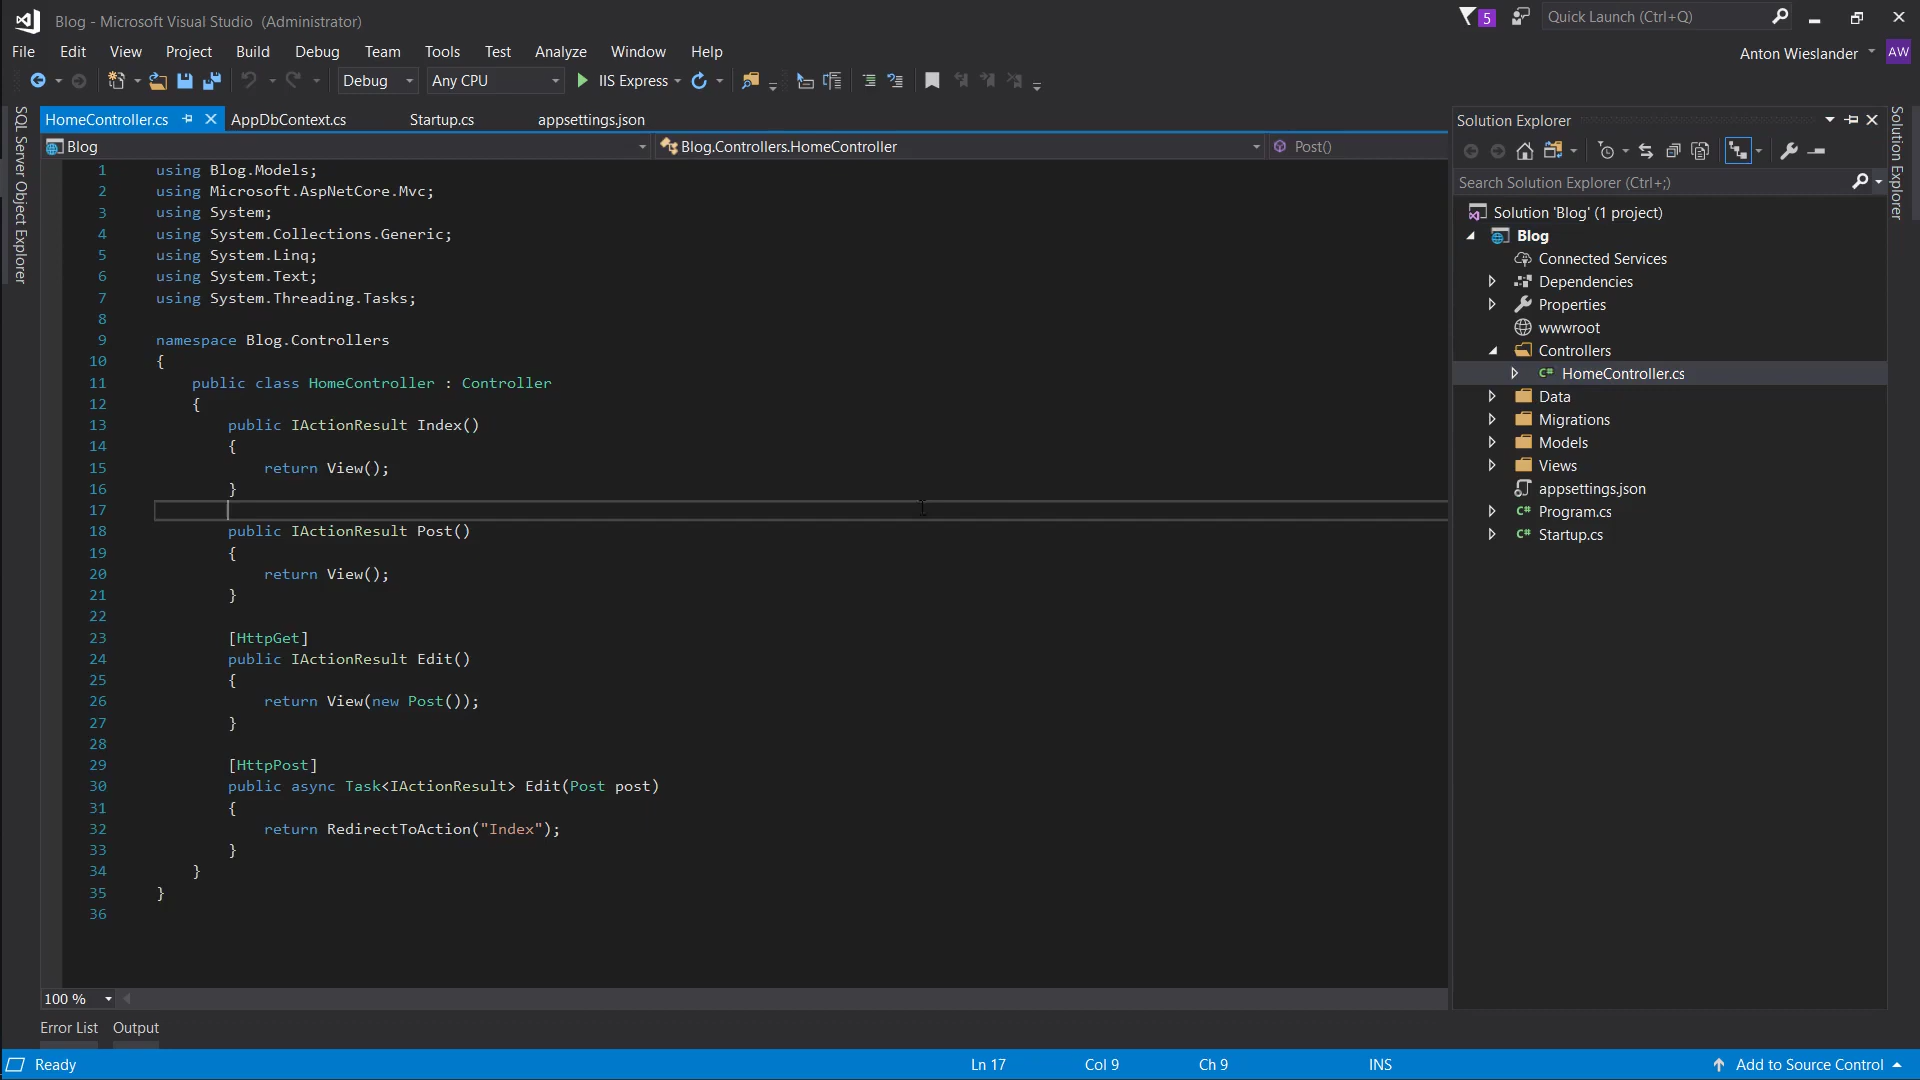 Blog - Microsoft Visual Studio (Administrator)
5
Quick Launch (Ctrl+Q)
File Edit View Project Build Debug Team Tools Test Analyze Window Help
Anton Wieslander AW
Debug Any CPU IIS Express
SQL Server Object Explorer
HomeController.cs AppDbContext.cs Startup.cs appsettings.json
Blog Blog.Controllers.HomeController Post()
1 using Blog.Models;
2 using Microsoft.AspNetCore.Mvc;
3 using System;
4 using System.Collections.Generic;
5 using System.Linq;
6 using System.Text;
7 using System.Threading.Tasks;
8
9 namespace Blog.Controllers
10 {
11     public class HomeController : Controller
12     {
13         public IActionResult Index()
14         {
15             return View();
16         }
17
18         public IActionResult Post()
19         {
20             return View();
21         }
22
23         [HttpGet]
24         public IActionResult Edit()
25         {
26             return View(new Post());
27         }
28
29         [HttpPost]
30         public async Task<IActionResult> Edit(Post post)
31         {
32             return RedirectToAction("Index");
33         }
34     }
35 }
36
100 %
Error List Output
Solution Explorer
Search Solution Explorer (Ctrl+;)
Solution 'Blog' (1 project)
Blog
Connected Services
Dependencies
Properties
wwwroot
Controllers
C# HomeController.cs
Data
Migrations
Models
Views
appsettings.json
C# Program.cs
C# Startup.cs
Solution Explorer
Ready Ln 17 Col 9 Ch 9 INS Add to Source Control